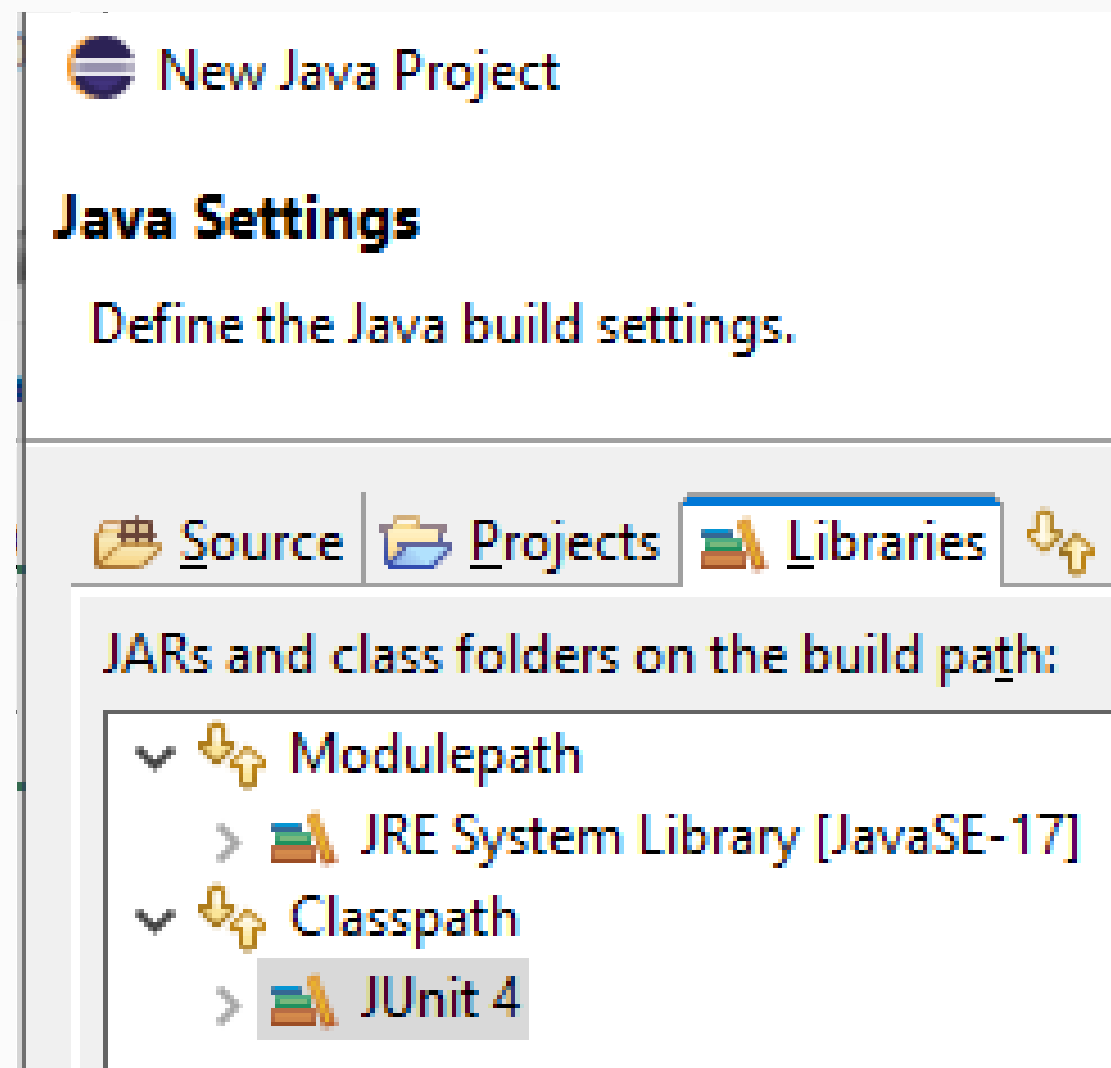 New Java Project
Java Settings
Define the Java build settings.
Source Projects Libraries
JARs and class folders on the build path:
Modulepath
JRE System Library [JavaSE-17]
Classpath
JUnit 4